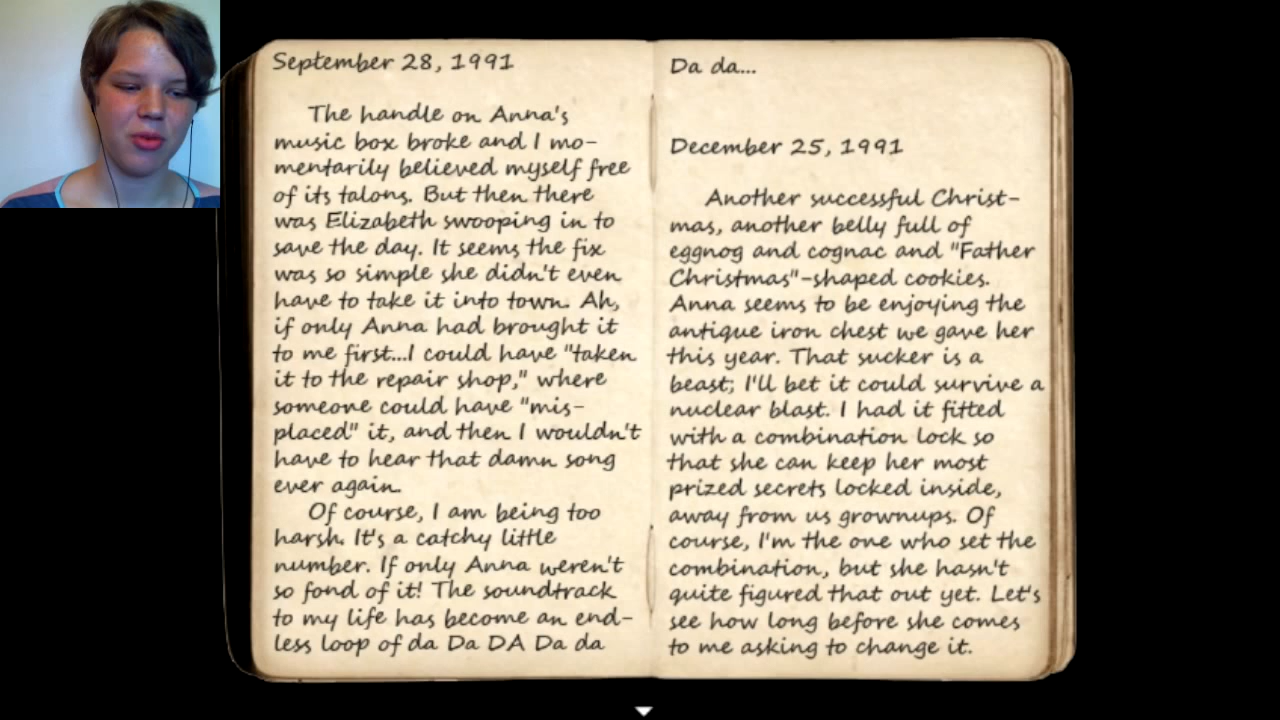 September 28, 1991
The handle on Anna's
music box broke and I mo-
mentarily believed myself free
of its talons. But then there
was Elizabeth swooping in to
save the day. It seems the fix
was so simple she didn't even
have to take it into town. Ah,
if only Anna had brought it
to me first...I could have "taken
it to the repair shop," where
someone could have "mis-
placed" it, and then I wouldn't
have to hear that damn song
ever again.
Of course, I am being too
harsh. It's a catchy little
number. If only Anna weren't
so fond of it! The soundtrack
to my life has become an end-
less loop of da Da DA Da da
Da da...
December 25, 1991
Another successful Christ-
mas, another belly full of
eggnog and cognac and "Father
Christmas"-shaped cookies.
Anna seems to be enjoying the
antique iron chest we gave her
this year. That sucker is a
beast; I'll bet it could survive a
nuclear blast. I had it fitted
with a combination lock so
that she can keep her most
prized secrets locked inside,
away from us grownups. Of
course, I'm the one who set the
combination, but she hasn't
quite figured that out yet. Let's
see how long before she comes
to me asking to change it.